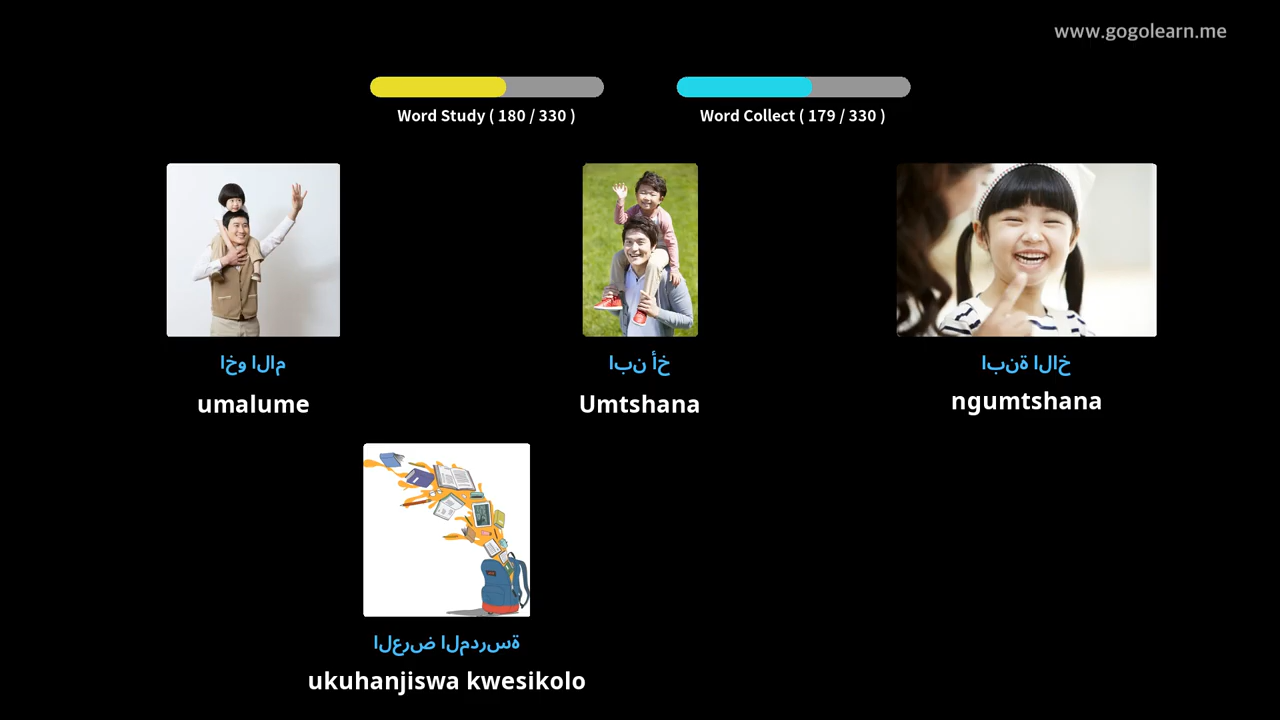 www.gogolearn.me
Word Study ( 180 / 330 )
Word Collect ( 179 / 330 )
اخو الام
umalume
ابن أخ
Umtshana
ابنة الاخ
ngumtshana
العرض المدرسة
ukuhanjiswa kwesikolo